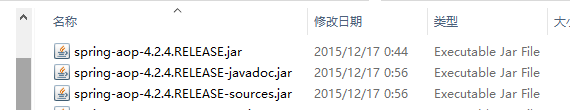 名称 修改日期 类型
spring-aop-4.2.4.RELEASE.jar 2015/12/17 0:44 Executable Jar File
spring-aop-4.2.4.RELEASE-javadoc.jar 2015/12/17 0:56 Executable Jar File
spring-aop-4.2.4.RELEASE-sources.jar 2015/12/17 0:56 Executable Jar File